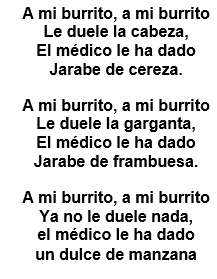 A mi burrito, a mi burrito
Le duele la cabeza,
El médico le ha dado
Jarabe de cereza.

A mi burrito, a mi burrito
Le duele la garganta,
El médico le ha dado
Jarabe de frambuesa.

A mi burrito, a mi burrito
Ya no le duele nada,
el médico le ha dado
un dulce de manzana